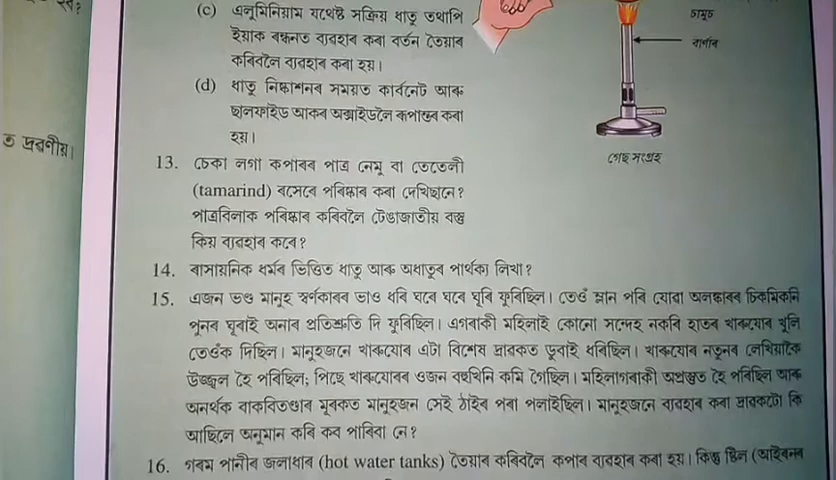 (c) এলুমিনিয়াম যথেষ্ট সক্ৰিয় ধাতু তথাপি
ইয়াক ৰন্ধনত ব্যৱহাৰ কৰা বৰ্তন তৈয়াৰ
কৰিবলৈ ব্যৱহাৰ কৰা হয়।
(d) ধাতু নিষ্কাশনৰ সময়ত কাৰ্বনেট আৰু
ছালফাইড আকৰ অক্সাইডলৈ ৰূপান্তৰ কৰা
হয়।
ত দ্ৰৱণীয়।
চামুচ
বাৰ্ণাৰ
গেছ সংগ্ৰহ
13. চেকা লগা কপাৰৰ পাত্ৰ নেমু বা তেতেলী
(tamarind) ৰসেৰে পৰিষ্কাৰ কৰা দেখিছানে?
পাত্ৰবিলাক পৰিষ্কাৰ কৰিবলৈ টেঙাজাতীয় বস্তু
কিয় ব্যৱহাৰ কৰে?
14. ৰাসায়নিক ধৰ্মৰ ভিত্তিত ধাতু আৰু অধাতুৰ পাৰ্থক্য লিখা?
15. এজন ভণ্ড মানুহ স্বৰ্ণকাৰৰ ভাও ধৰি ঘৰে ঘৰে ঘূৰি ফুৰিছিল। তেওঁ ম্লান পৰি যোৱা অলঙ্কাৰৰ চিকমিকনি
পুনৰ ঘূৰাই অনাৰ প্ৰতিশ্ৰুতি দি ফুৰিছিল। এগৰাকী মহিলাই কোনো সন্দেহ নকৰি হাতৰ খাৰুযোৰ খুলি
তেওঁক দিছিল। মানুহজনে খাৰুযোৰ এটা বিশেষ দ্ৰাৱকত ডুবাই ধৰিছিল। খাৰুযোৰ নতুনৰ লেখিয়াকৈ
উজ্জ্বল হৈ পৰিছিল; পিছে খাৰুযোৰৰ ওজন বহুখিনি কমি গৈছিল। মহিলাগৰাকী অপ্ৰস্তুত হৈ পৰিছিল আৰু
অনৰ্থক বাকবিতণ্ডাৰ মূৰকত মানুহজন সেই ঠাইৰ পৰা পলাইছিল। মানুহজনে ব্যৱহাৰ কৰা দ্ৰাৱকটো কি
আছিলে অনুমান কৰি কব পাৰিবা নে?
16. গৰম পানীৰ জলাধাৰ (hot water tanks) তৈয়াৰ কৰিবলৈ কপাৰ ব্যৱহাৰ কৰা হয়। কিন্তু ষ্টিল (আইৰনৰ